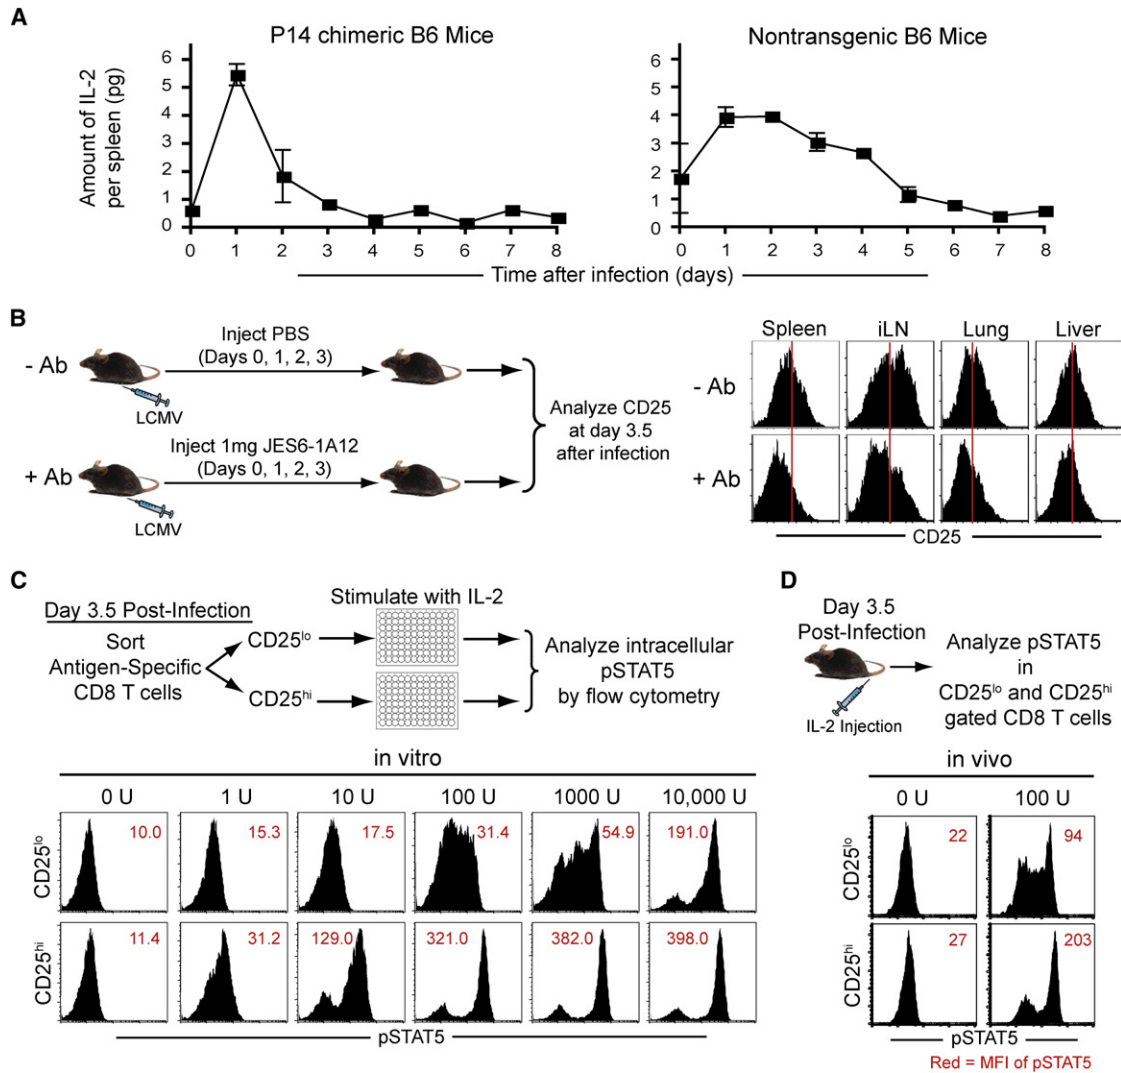 A
P14 chimeric B6 Mice
Nontransgenic B6 Mice
Amount of IL-2
per spleen (pg)
6
5
4
3
2
1
0
0 1 2 3 4 5 6 7 8
6
5
4
3
2
1
0
0 1 2 3 4 5 6 7 8
Time after infection (days)
B
- Ab
Inject PBS
(Days 0, 1, 2, 3)
LCMV
+ Ab
Inject 1mg JES6-1A12
(Days 0, 1, 2, 3)
LCMV
Analyze CD25
at day 3.5
after infection
Spleen iLN Lung Liver
- Ab
+ Ab
CD25
C
Day 3.5 Post-Infection
Sort
Antigen-Specific
CD8 T cells
CD25lo
CD25hi
Stimulate with IL-2
Analyze intracellular
pSTAT5
by flow cytometry
in vitro
0 U 1 U 10 U 100 U 1000 U 10,000 U
CD25lo
10.0 15.3 17.5 31.4 54.9 191.0
CD25hi
11.4 31.2 129.0 321.0 382.0 398.0
pSTAT5
D
Day 3.5
Post-Infection
IL-2 Injection
Analyze pSTAT5
in
CD25lo and CD25hi
gated CD8 T cells
in vivo
0 U 100 U
CD25lo
22 94
CD25hi
27 203
pSTAT5
Red = MFI of pSTAT5